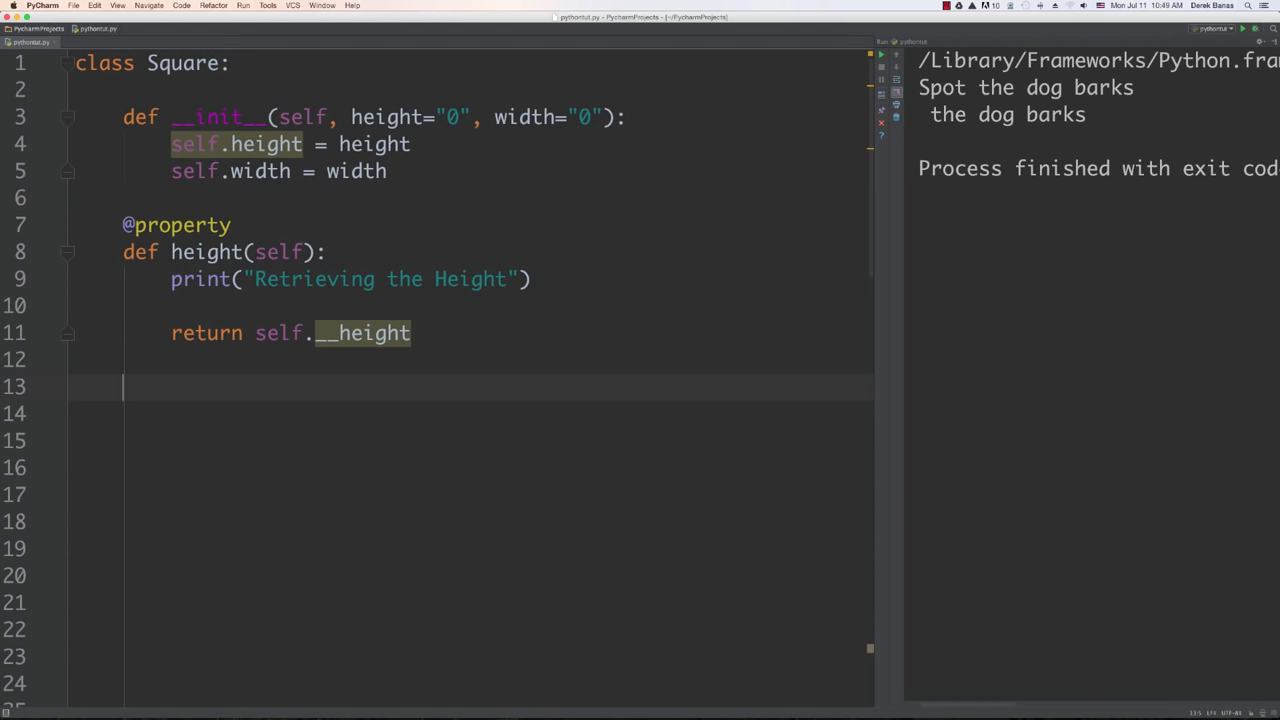 PyCharm File Edit View Navigate Code Refactor Run Tools VCS Window Help Mon Jul 11 10:49 AM Derek Banas
pythontut.py - PycharmProjects - [~/PycharmProjects]
PycharmProjects pythontut.py pythontut
pythontut.py Run: pythontut
1 class Square:
2
3 def __init__(self, height="0", width="0"):
4 self.height = height
5 self.width = width
6
7 @property
8 def height(self):
9 print("Retrieving the Height")
10
11 return self.__height
12
13
14
15
16
17
18
19
20
21
22
23
24
/Library/Frameworks/Python.fra
Spot the dog barks
the dog barks
Process finished with exit cod
13:5 LF÷ UTF-8÷